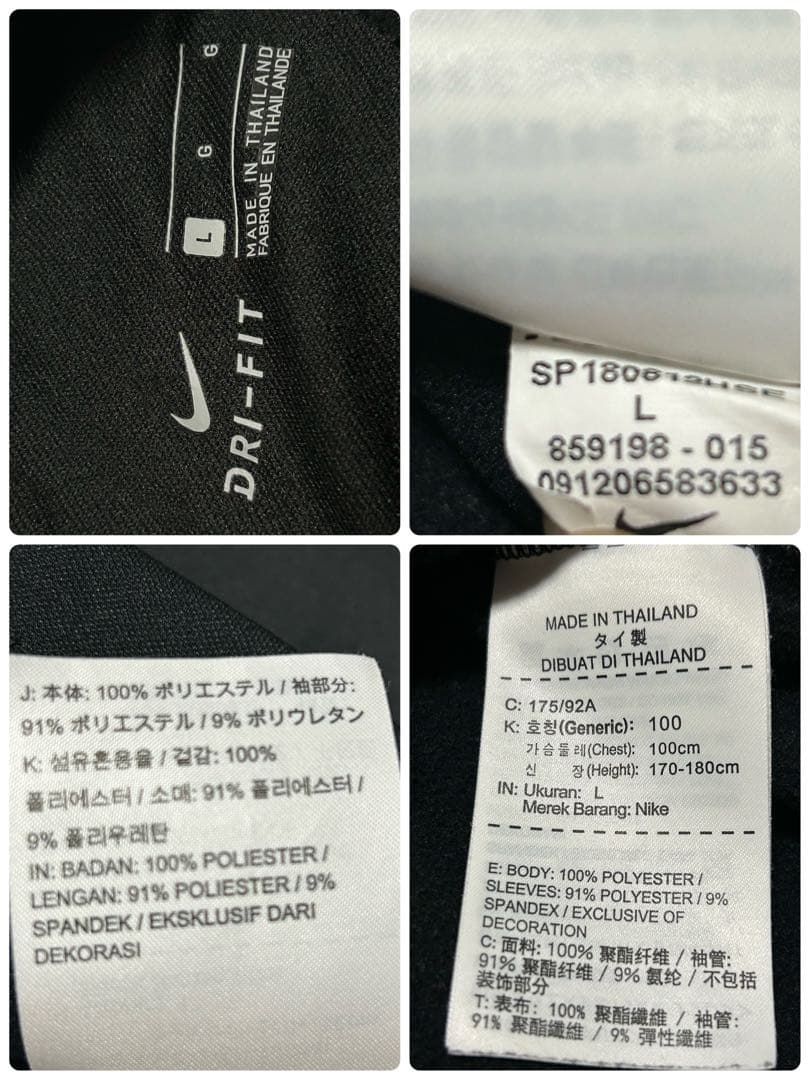 L G G
MADE IN THAILAND
FABRIQUE EN THAILANDE
DRI-FIT
L
859198 - 015
091206583633
J: 本体: 100% ポリエステル / 袖部分:
91% ポリエステル / 9% ポリウレタン
K: 섬유혼용율 / 겉감: 100%
폴리에스터 / 소매: 91% 폴리에스터 /
9% 폴리우레탄
IN: BADAN: 100% POLIESTER /
LENGAN: 91% POLIESTER / 9%
SPANDEK / EKSKLUSIF DARI
DEKORASI
MADE IN THAILAND
タイ製
DIBUAT DI THAILAND
C: 175/92A
K: 호칭(Generic): 100
가슴둘레(Chest): 100cm
신 장(Height): 170-180cm
IN: Ukuran: L
Merek Barang: Nike
E: BODY: 100% POLYESTER /
SLEEVES: 91% POLYESTER / 9%
SPANDEX / EXCLUSIVE OF
DECORATION
C: 面料: 100% 聚酯纤维 / 袖管:
91% 聚酯纤维 / 9% 氨纶 / 不包括
装饰部分
T: 表布: 100% 聚酯纖維 / 袖管:
91% 聚酯纖維 / 9% 彈性纖維